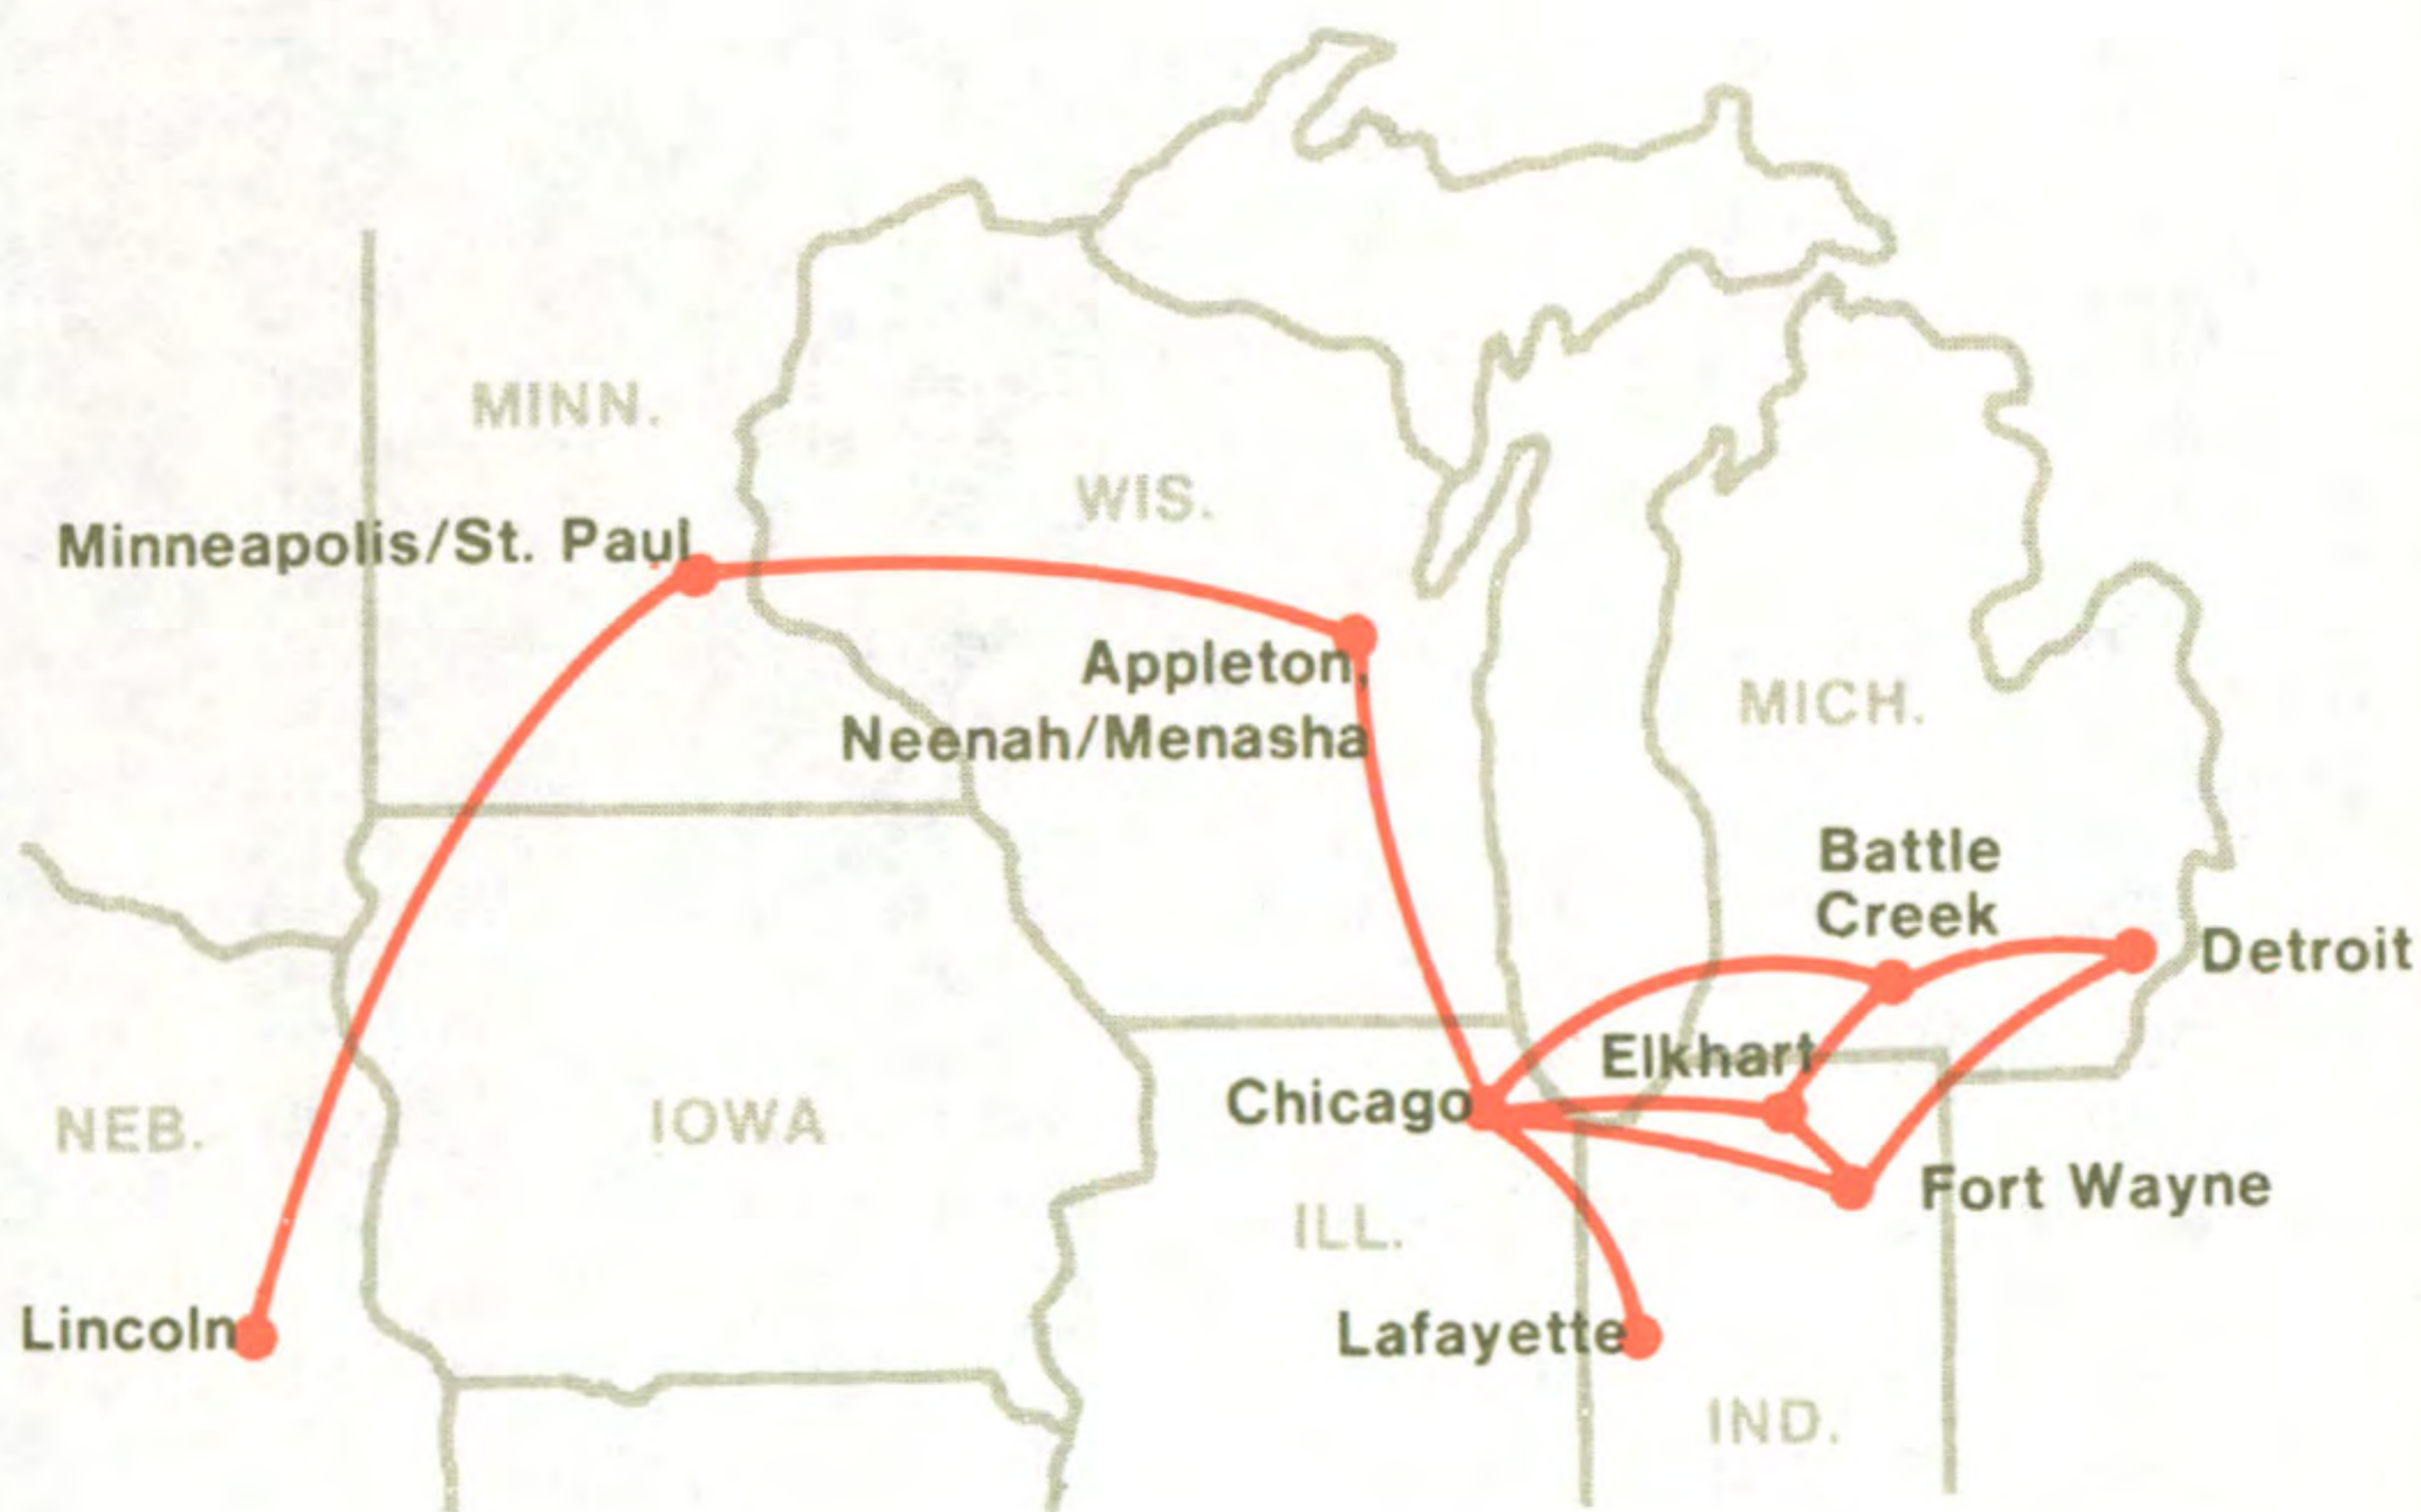 MINN.
WIS.
Minneapolis/St. Paul
Appleton,
Neenah/Menasha
MICH.
Battle
Creek
Detroit
Elkhart
Chicago
NEB.
IOWA
Fort Wayne
ILL.
Lincoln
Lafayette
IND.